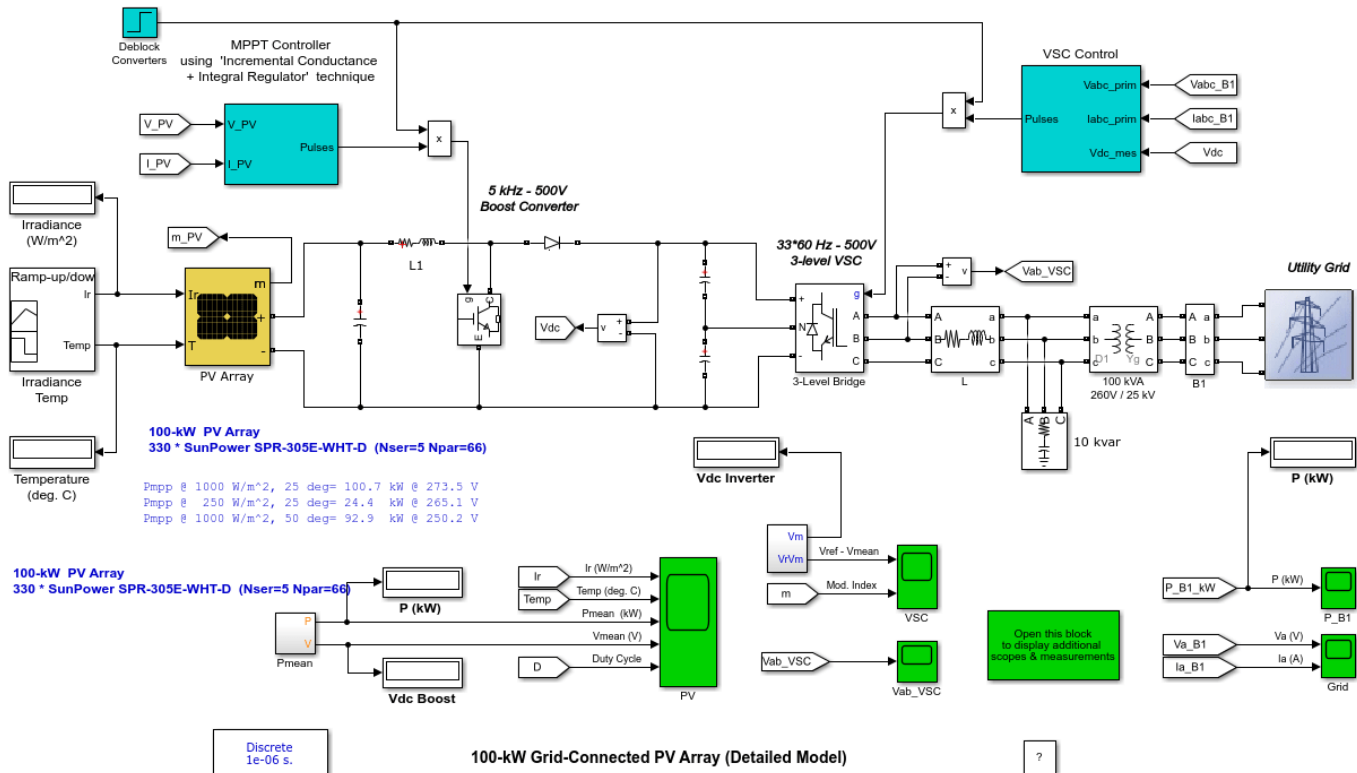 Deblock
Converters
MPPT Controller
using 'Incremental Conductance
+ Integral Regulator' technique
V_PV
I_PV
V_PV
I_PV
Pulses
x
x
VSC Control
Pulses
Vabc_prim
Iabc_prim
Vdc_mes
Vabc_B1
Iabc_B1
Vdc
Irradiance
(W/m^2)
m_PV
Ramp-up/dow
Ir
Temp
Irradiance
Temp
Ir
T
m
+
-
PV Array
Temperature
(deg. C)
L1
5 kHz - 500V
Boost Converter
g
C
E
Vdc
v
+
-
33*60 Hz - 500V
3-level VSC
+
N
-
g
A
B
C
3-Level Bridge
+
-
v
Vab_VSC
A
B
C
a
b
c
L
A
B
C
10 kvar
a
b
c
A
B
C
D1
Yg
100 kVA
260V / 25 kV
A
B
C
a
b
c
B1
Utility Grid
100-kW PV Array
330 * SunPower SPR-305E-WHT-D (Nser=5 Npar=66)
Pmpp @ 1000 W/m^2, 25 deg= 100.7 kW @ 273.5 V
Pmpp @ 250 W/m^2, 25 deg= 24.4 kW @ 265.1 V
Pmpp @ 1000 W/m^2, 50 deg= 92.9 kW @ 250.2 V
100-kW PV Array
330 * SunPower SPR-305E-WHT-D (Nser=5 Npar=66)
P
V
Pmean
P (kW)
Vdc Boost
Ir
Temp
D
Ir (W/m^2)
Temp (deg. C)
Pmean (kW)
Vmean (V)
Duty Cycle
PV
Vdc Inverter
Vm
VrVm
Vref - Vmean
m
Mod. Index
VSC
Vab_VSC
Vab_VSC
Open this block
to display additional
scopes & measurements
P (kW)
P_B1_kW
P (kW)
P_B1
Va_B1
Ia_B1
Va (V)
Ia (A)
Grid
Discrete
1e-06 s.
100-kW Grid-Connected PV Array (Detailed Model)
?